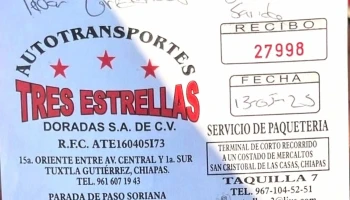 AUTOTRANSPORTES
TRES ESTRELLAS
DORADAS S.A. DE C.V.
R.F.C. ATE160405I73
15a. ORIENTE ENTRE AV. CENTRAL Y 1a. SUR
TUXTLA GUTIÉRREZ, CHIAPAS.
TEL. 961 607 19 43
PARADA DE PASO SORIANA
RECIBO
27998
FECHA
SERVICIO DE PAQUETERIA
TERMINAL DE CORTO RECORRIDO
A UN COSTADO DE MERCALTOS
SAN CRISTOBAL DE LAS CASAS, CHIAPAS
TAQUILLA 7
TEL. 967-104-52-51